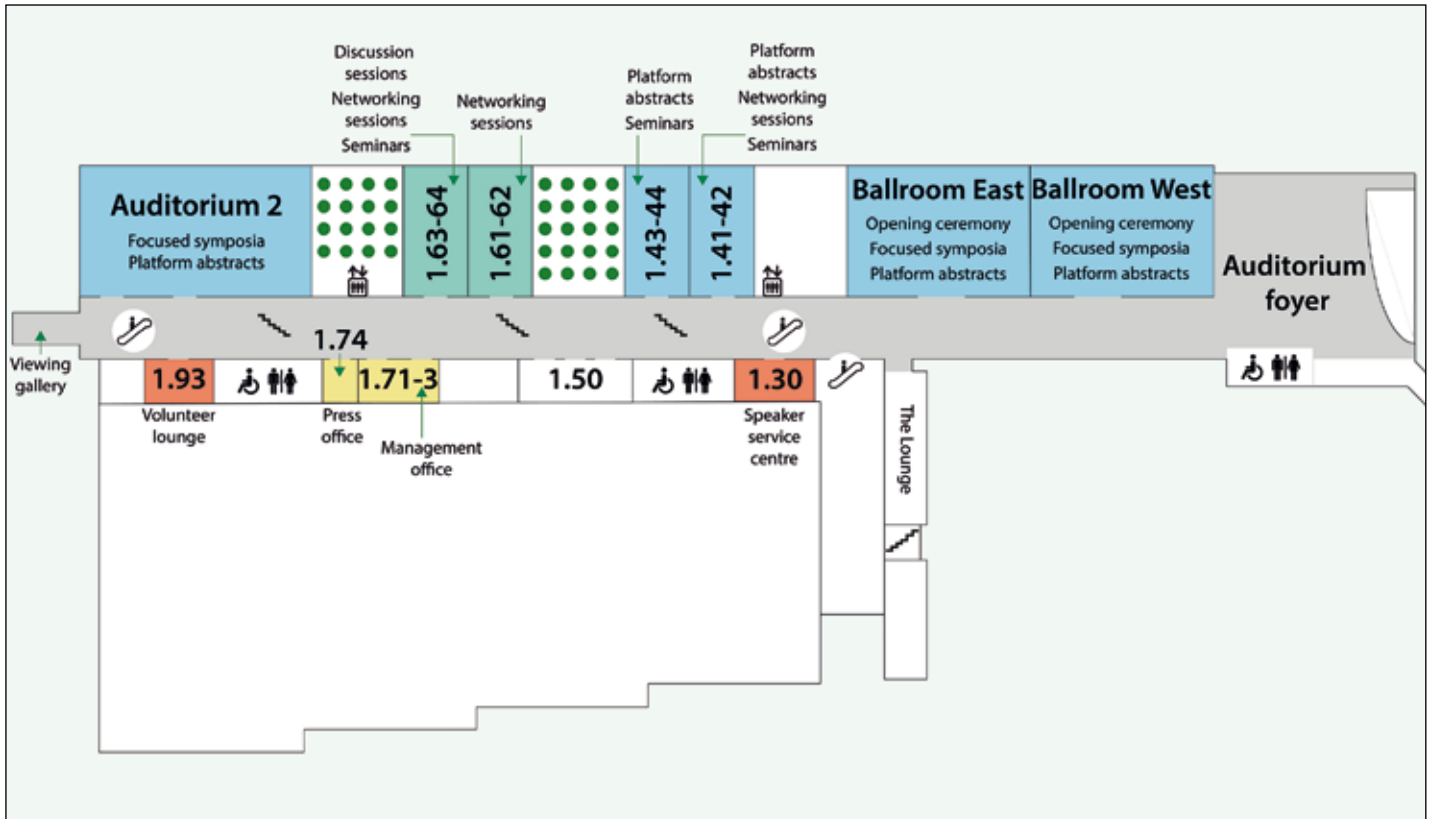 Discussion
sessions
Networking
sessions
Seminars
Networking
sessions
Platform
abstracts
Seminars
Platform
abstracts
Networking
sessions
Seminars
Auditorium 2
Focused symposia
Platform abstracts
1.63-64
1.61-62
1.43-44
1.41-42
Ballroom East
Opening ceremony
Focused symposia
Platform abstracts
Ballroom West
Opening ceremony
Focused symposia
Platform abstracts
Auditorium
foyer
Viewing
gallery
1.74
1.93
1.71-3
1.50
1.30
Volunteer
lounge
Press
office
Management
office
Speaker
service
centre
The Lounge